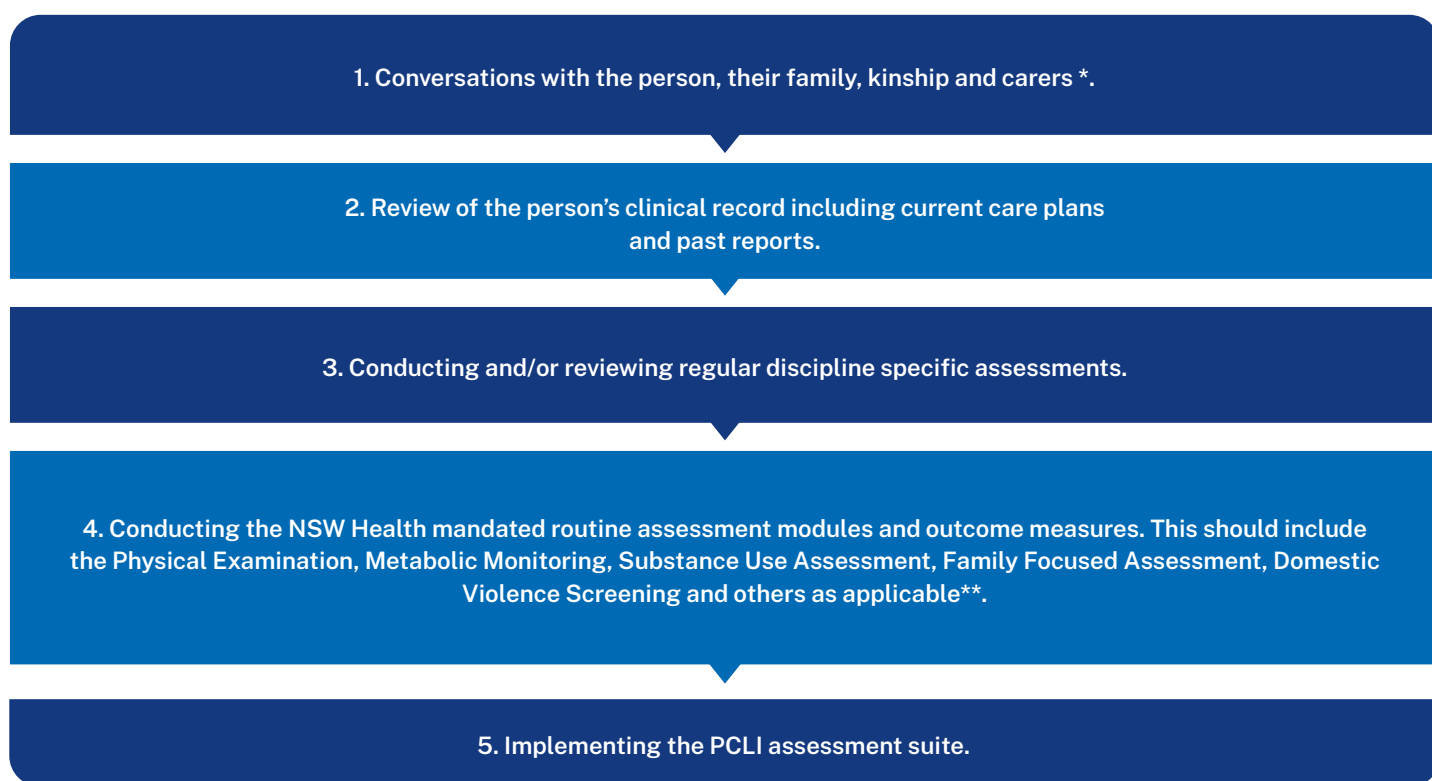 1. Conversations with the person, their family, kinship and carers *.
2. Review of the person’s clinical record including current care plans
and past reports.
3. Conducting and/or reviewing regular discipline specific assessments.
4. Conducting the NSW Health mandated routine assessment modules and outcome measures. This should include
the Physical Examination, Metabolic Monitoring, Substance Use Assessment, Family Focused Assessment, Domestic
Violence Screening and others as applicable**.
5. Implementing the PCLI assessment suite.